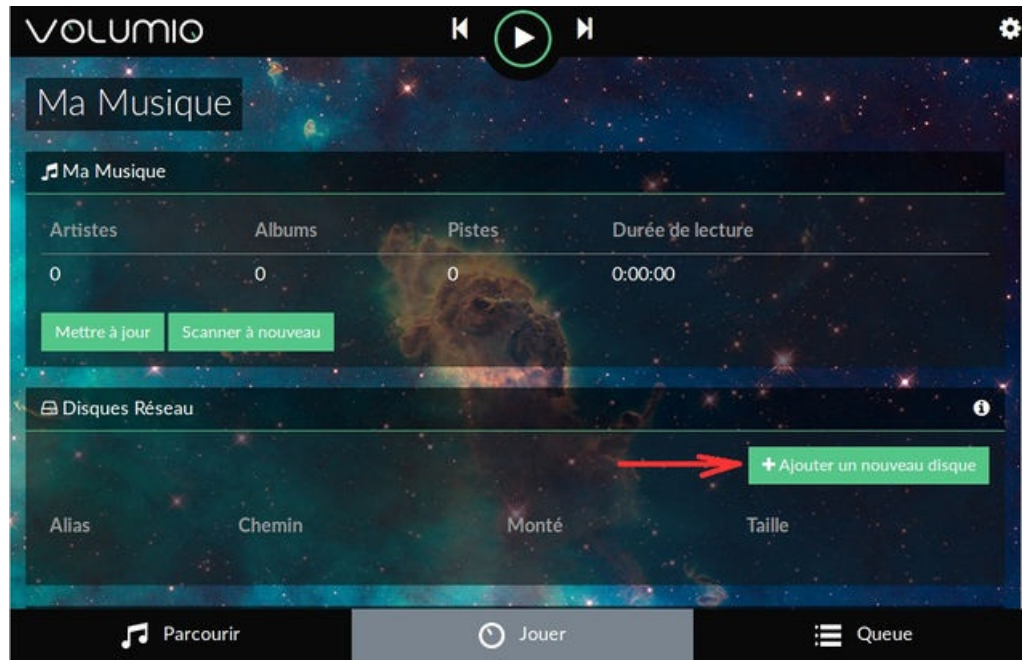 VOLUMIO
Ma Musique
Ma Musique
Artistes Albums Pistes Durée de lecture
0 0 0 0:00:00
Mettre à jour Scanner à nouveau
Disques Réseau
+ Ajouter un nouveau disque
Alias Chemin Monté Taille
Parcourir Jouer Queue